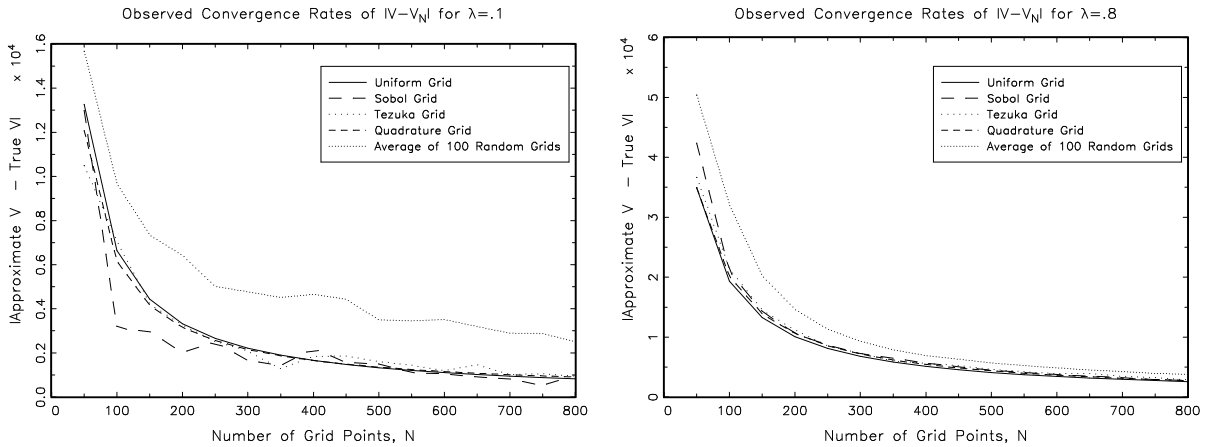 Observed Convergence Rates of |V−V_N| for λ=.1
|Approximate V − True V| × 10^4
1.6
1.4
1.2
1.0
0.8
0.6
0.4
0.2
0.0
Uniform Grid
Sobol Grid
Tezuka Grid
Quadrature Grid
Average of 100 Random Grids
0 100 200 300 400 500 600 700 800
Number of Grid Points, N
Observed Convergence Rates of |V−V_N| for λ=.8
|Approximate V − True V| × 10^4
6
5
4
3
2
1
0
Uniform Grid
Sobol Grid
Tezuka Grid
Quadrature Grid
Average of 100 Random Grids
0 100 200 300 400 500 600 700 800
Number of Grid Points, N